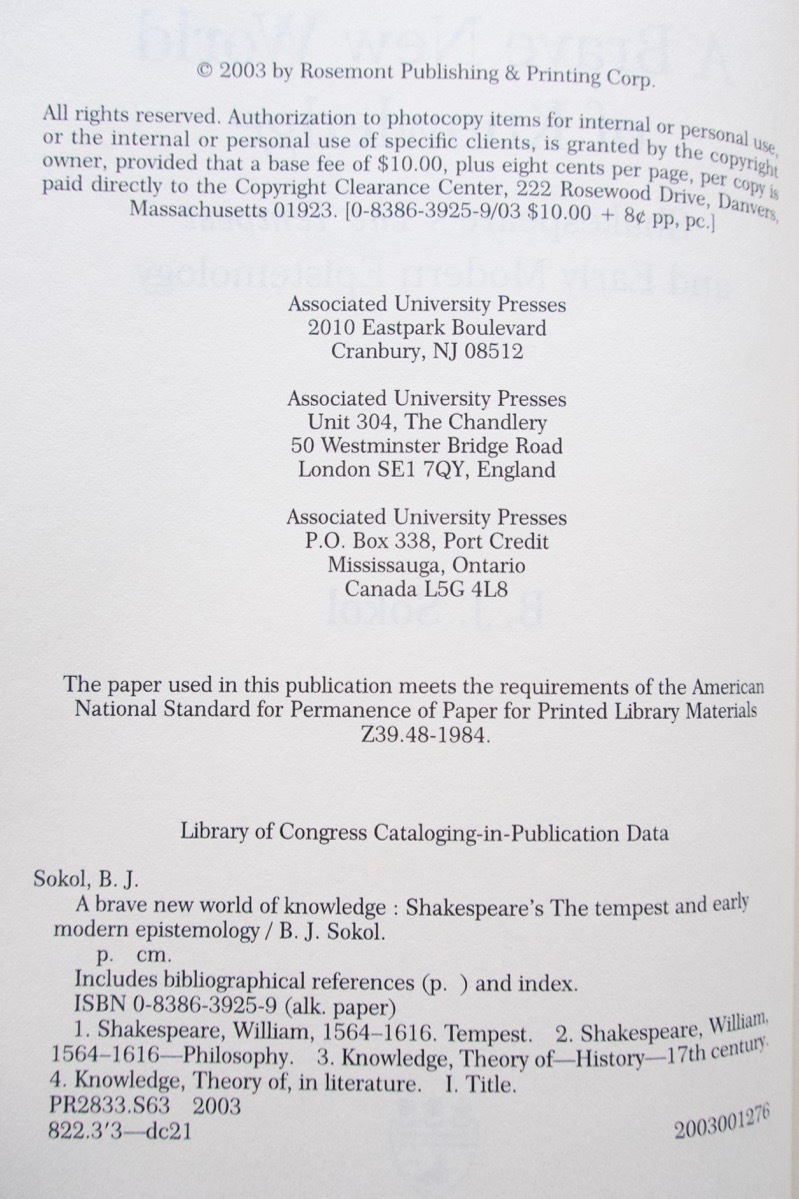 © 2003 by Rosemont Publishing & Printing Corp.
All rights reserved. Authorization to photocopy items for internal or personal use,
or the internal or personal use of specific clients, is granted by the copyright
owner, provided that a base fee of $10.00, plus eight cents per page, per copy is
paid directly to the Copyright Clearance Center, 222 Rosewood Drive, Danvers,
Massachusetts 01923. [0-8386-3925-9/03 $10.00 + 8¢ pp, pc.]
Associated University Presses
2010 Eastpark Boulevard
Cranbury, NJ 08512
Associated University Presses
Unit 304, The Chandlery
50 Westminster Bridge Road
London SE1 7QY, England
Associated University Presses
P.O. Box 338, Port Credit
Mississauga, Ontario
Canada L5G 4L8
The paper used in this publication meets the requirements of the American
National Standard for Permanence of Paper for Printed Library Materials
Z39.48-1984.
Library of Congress Cataloging-in-Publication Data
Sokol, B. J.
A brave new world of knowledge : Shakespeare's The tempest and early
modern epistemology / B. J. Sokol.
p. cm.
Includes bibliographical references (p. ) and index.
ISBN 0-8386-3925-9 (alk. paper)
1. Shakespeare, William, 1564–1616. Tempest. 2. Shakespeare, William,
1564–1616—Philosophy. 3. Knowledge, Theory of—History—17th century.
4. Knowledge, Theory of, in literature. I. Title.
PR2833.S63 2003
822.3'3—dc21
2003001276